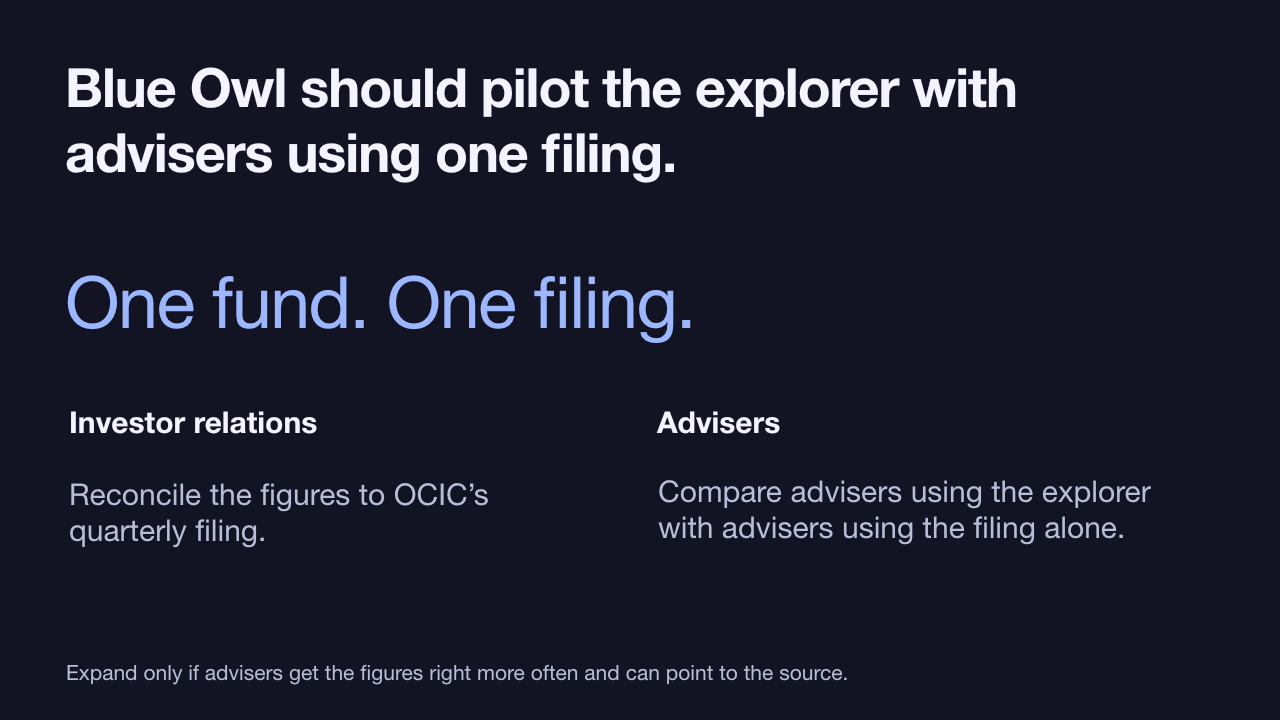 Blue Owl should pilot the explorer with
advisers using one filing.
One fund. One filing.
Investor relations
Reconcile the figures to OCIC’s
quarterly filing.
Advisers
Compare advisers using the explorer
with advisers using the filing alone.
Expand only if advisers get the figures right more often and can point to the source.